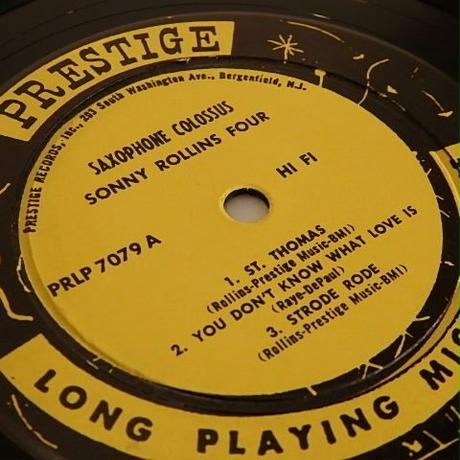 PRESTIGE
PRESTIGE RECORDS, Inc., 203 South Washington Ave., Bergenfield, N.J.
SAXOPHONE COLOSSUS
SONNY ROLLINS FOUR
PRLP 7079 A
HI FI
1. ST. THOMAS
(Rollins-Prestige Music-BMI)
2. YOU DON'T KNOW WHAT LOVE IS
(Raye-DePaul)
3. STRODE RODE
(Rollins-Prestige Music-BMI)
LONG PLAYING